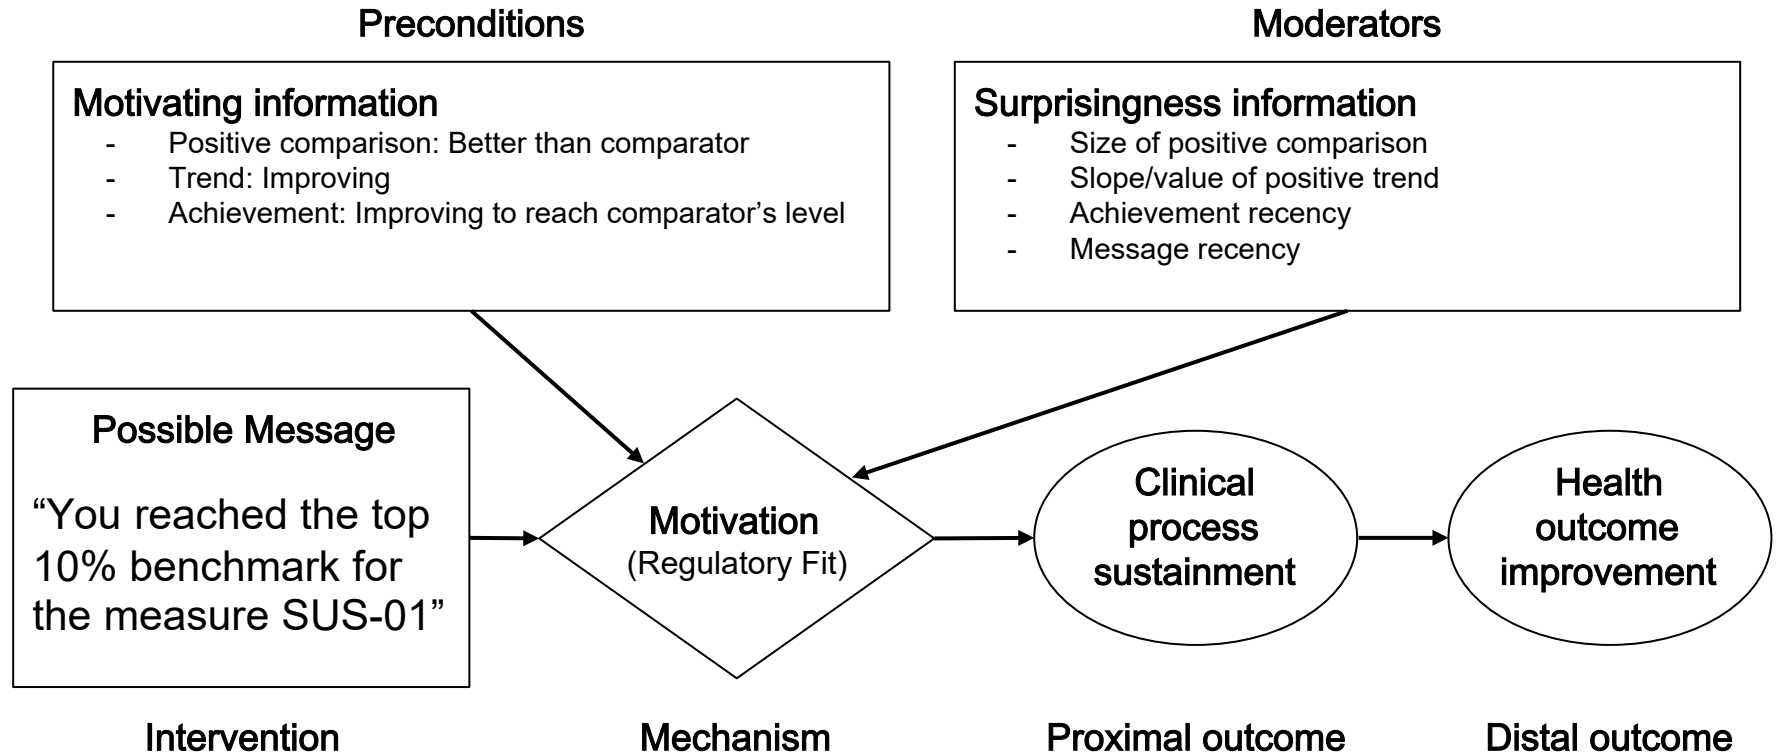 Preconditions
Moderators
Motivating information
- Positive comparison: Better than comparator
- Trend: Improving
- Achievement: Improving to reach comparator’s level
Surprisingness information
- Size of positive comparison
- Slope/value of positive trend
- Achievement recency
- Message recency
Possible Message
“You reached the top
10% benchmark for
the measure SUS-01”
Motivation
(Regulatory Fit)
Clinical
process
sustainment
Health
outcome
improvement
Intervention
Mechanism
Proximal outcome
Distal outcome